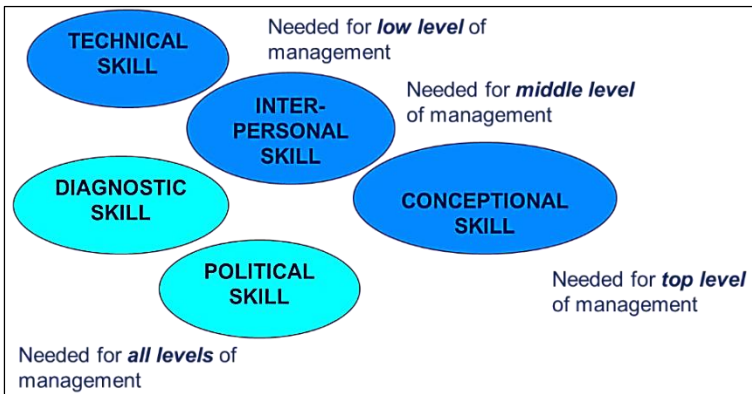 TECHNICAL
SKILL
Needed for low level of
management
INTER-
PERSONAL
SKILL
Needed for middle level
of management
DIAGNOSTIC
SKILL
CONCEPTIONAL
SKILL
POLITICAL
SKILL
Needed for top level
of management
Needed for all levels of
management